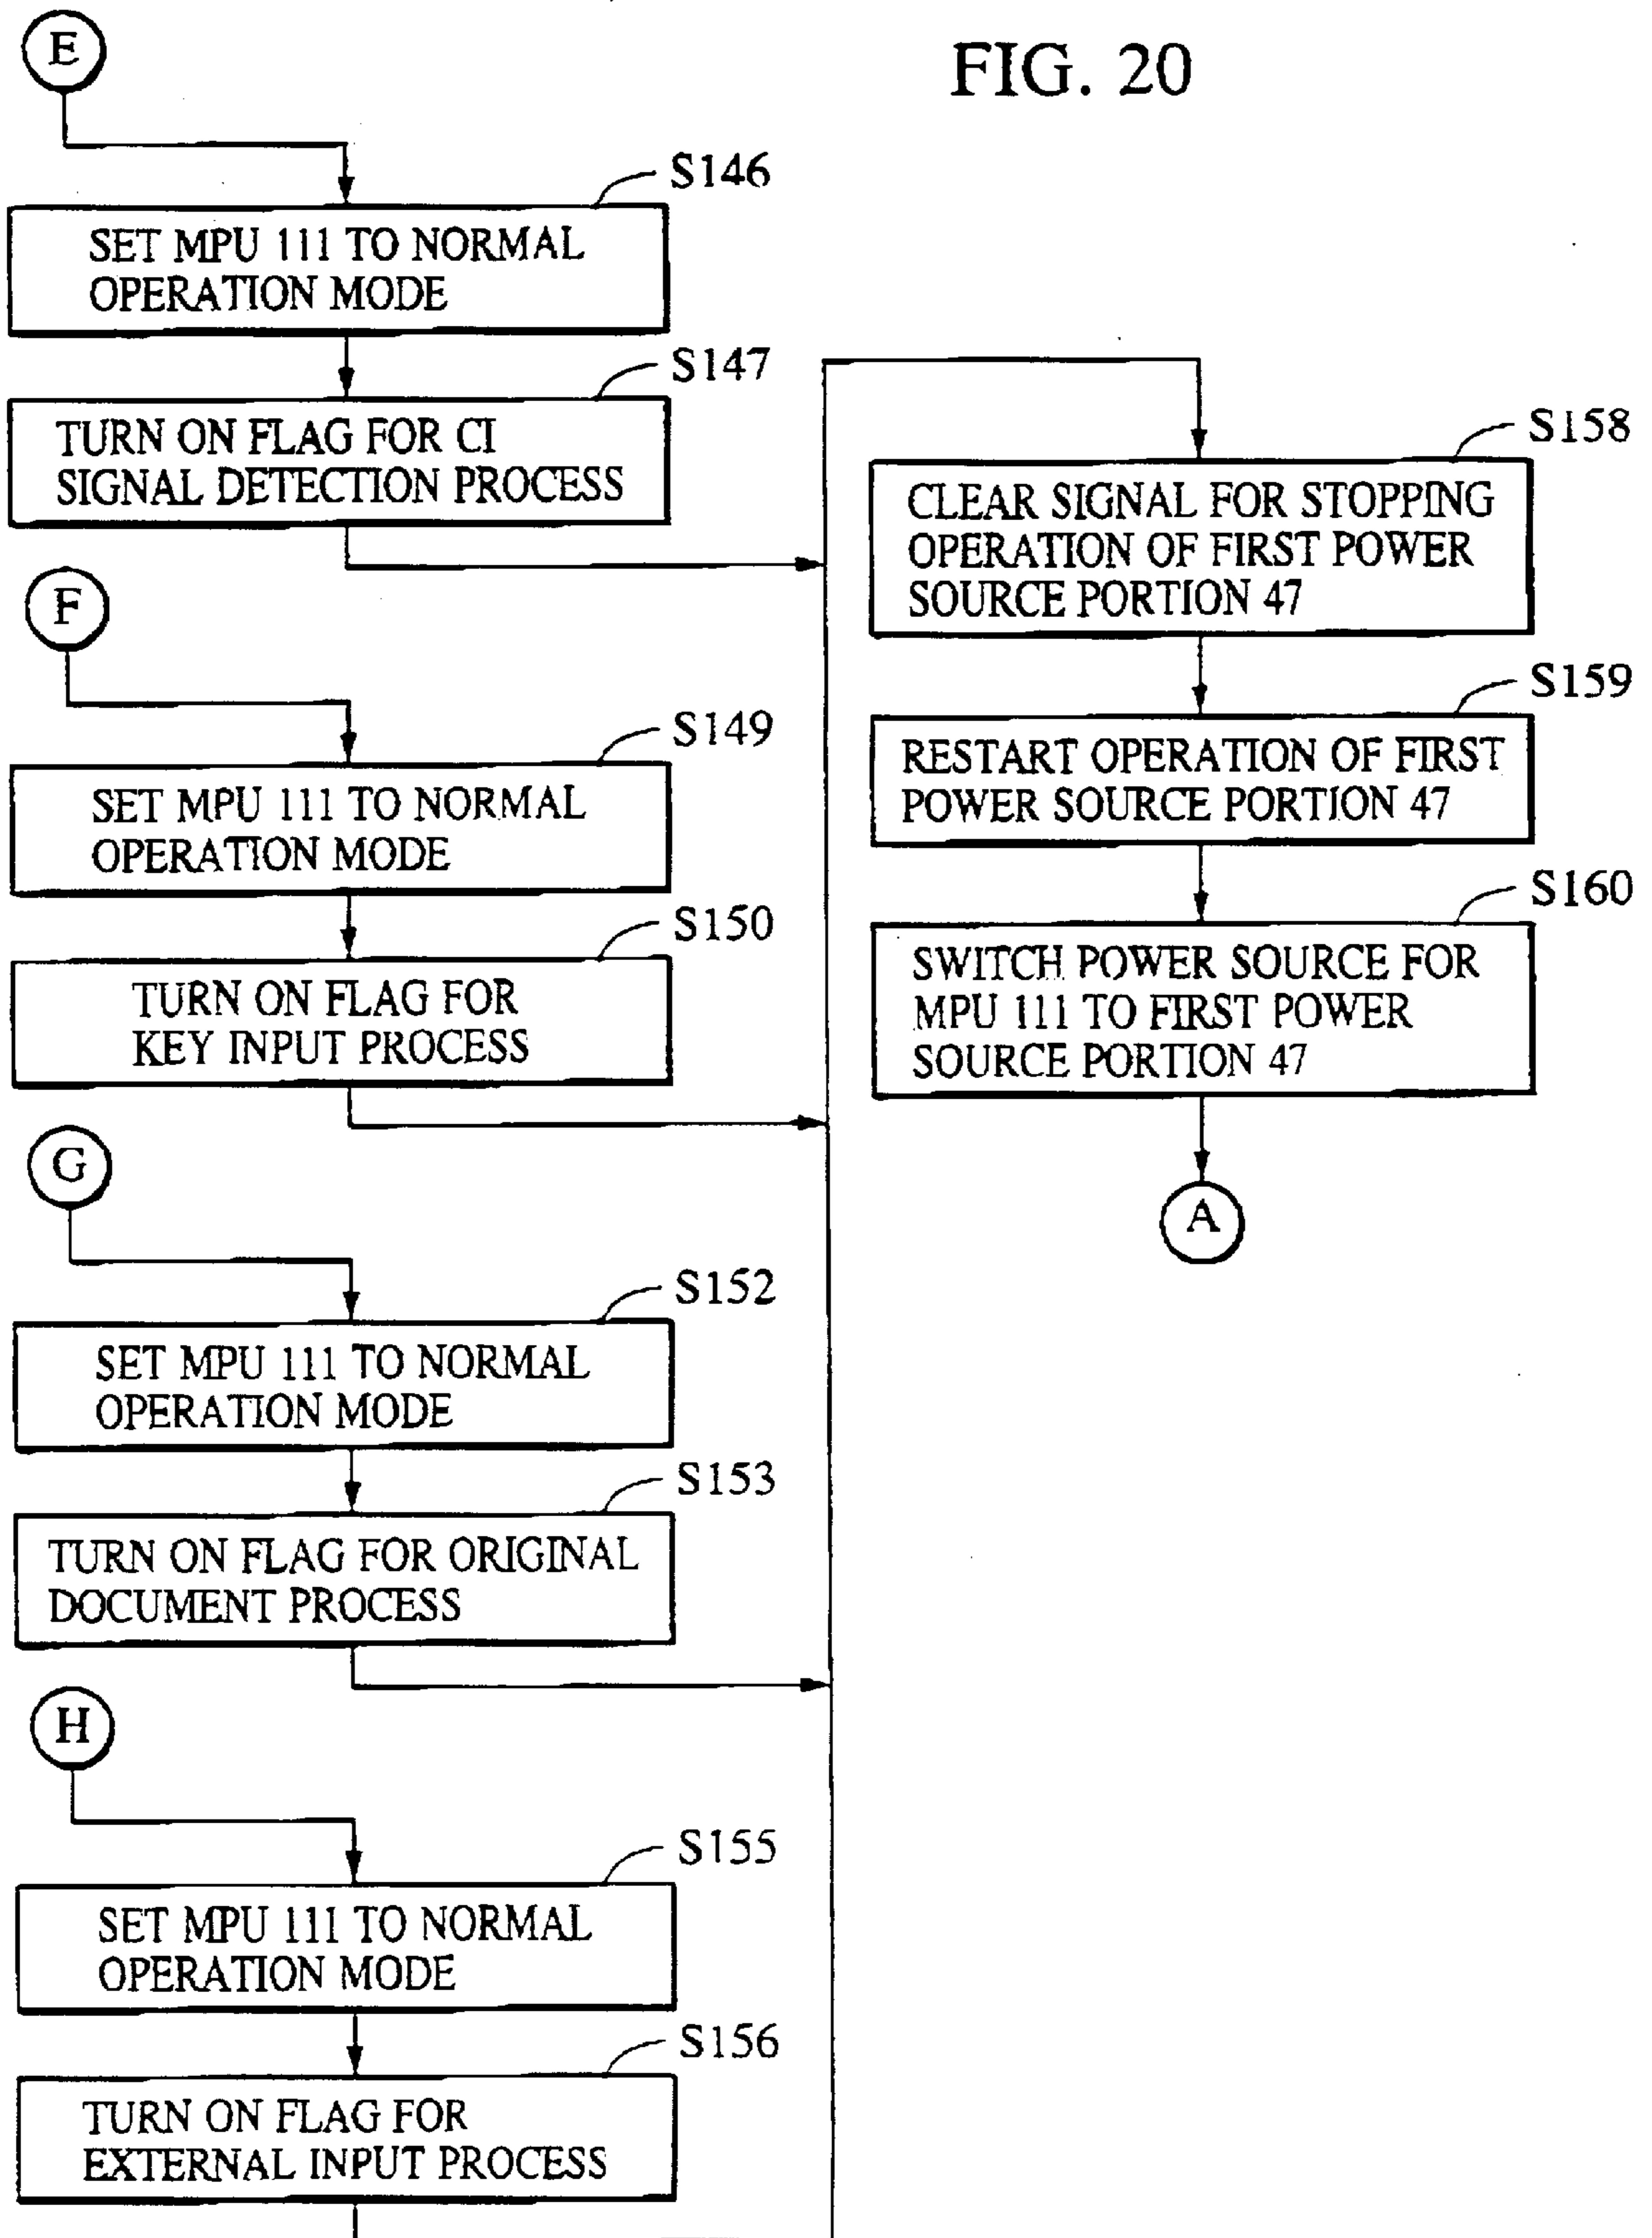 FIG. 20
E
S146
SET MPU 111 TO NORMAL
OPERATION MODE
S147
TURN ON FLAG FOR CI
SIGNAL DETECTION PROCESS
F
S149
SET MPU 111 TO NORMAL
OPERATION MODE
S150
TURN ON FLAG FOR
KEY INPUT PROCESS
G
S152
SET MPU 111 TO NORMAL
OPERATION MODE
S153
TURN ON FLAG FOR ORIGINAL
DOCUMENT PROCESS
H
S155
SET MPU 111 TO NORMAL
OPERATION MODE
S156
TURN ON FLAG FOR
EXTERNAL INPUT PROCESS
S158
CLEAR SIGNAL FOR STOPPING
OPERATION OF FIRST POWER
SOURCE PORTION 47
S159
RESTART OPERATION OF FIRST
POWER SOURCE PORTION 47
S160
SWITCH POWER SOURCE FOR
MPU 111 TO FIRST POWER
SOURCE PORTION 47
A